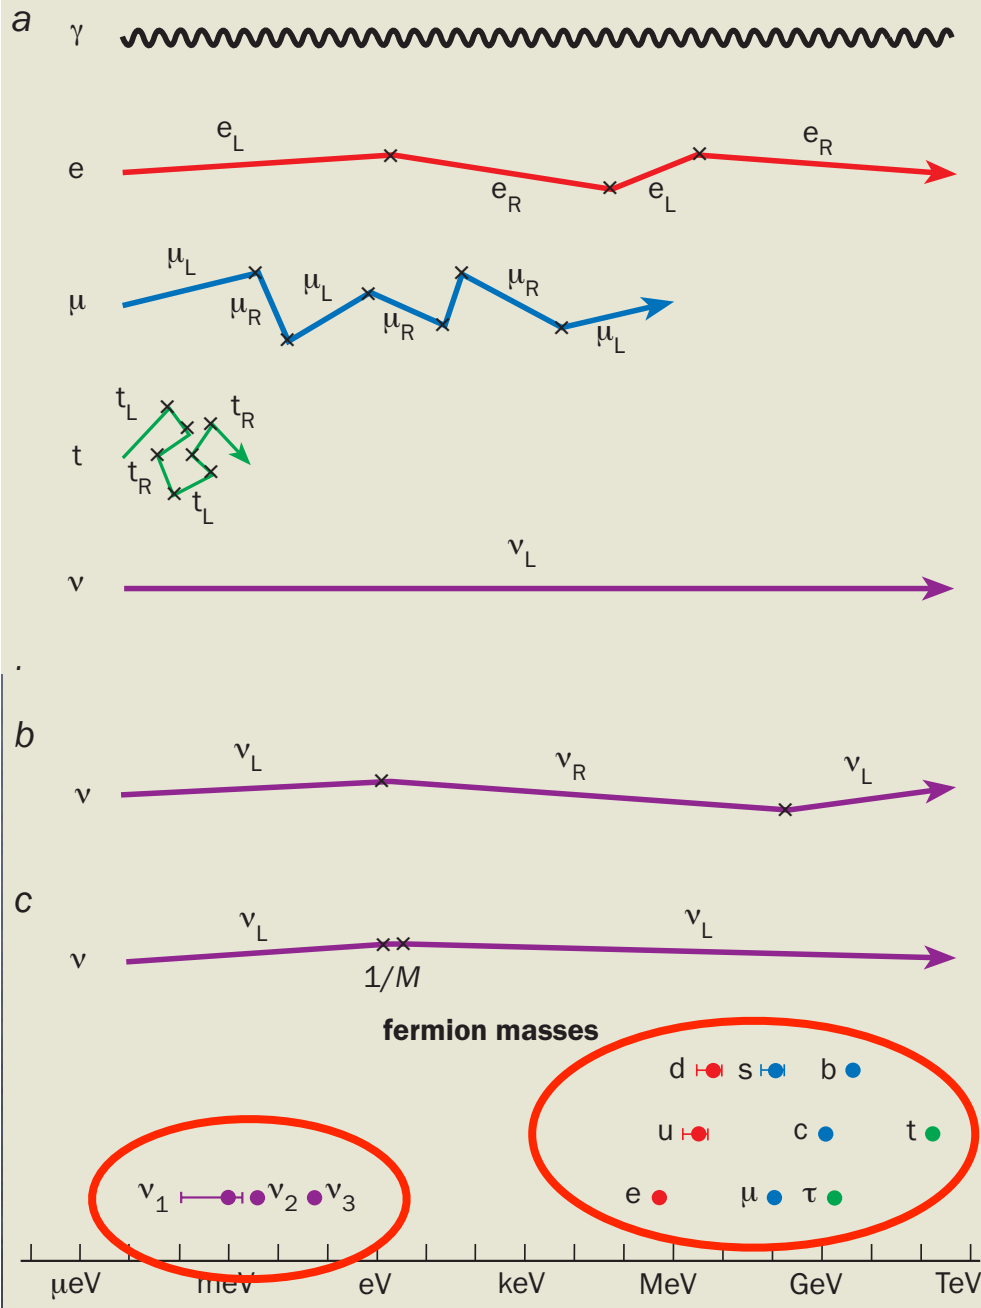 a
γ
e
e_L
e_R
e_L
e_R
μ
μ_L
μ_R
μ_L
μ_R
μ_R
μ_L
t
t_L
t_R
t_R
t_L
ν
ν_L
b
ν
ν_L
ν_R
ν_L
c
ν
ν_L
ν_L
1/M
fermion masses
d s b
u c t
ν_1 ν_2 ν_3 e μ τ
μeV meV eV keV MeV GeV TeV